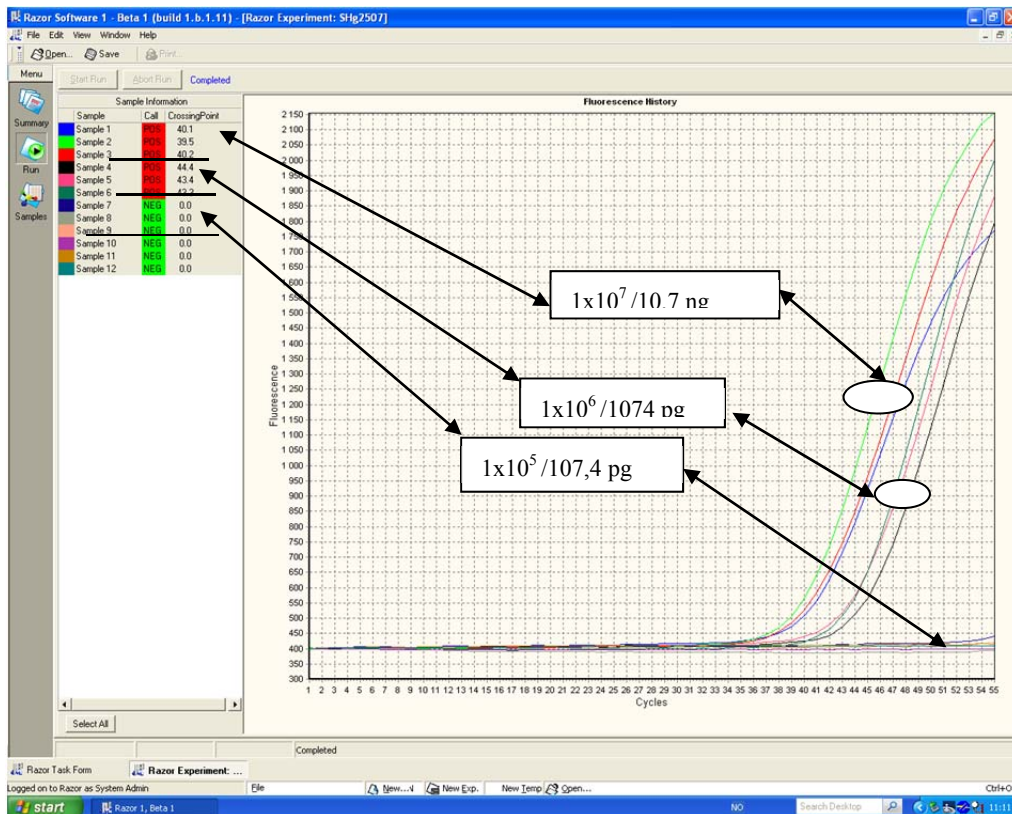 Razor Software 1 - Beta 1 (build 1.b.1.11) - [Razor Experiment: SHg2507]
File Edit View Window Help
Open... Save Print...
Menu
Start Run Abort Run Completed
Summary
Run
Samples
Sample Information
Sample Call CrossingPoint
Sample 1 POS 40.1
Sample 2 POS 39.5
Sample 3 POS 40.2
Sample 4 POS 44.4
Sample 5 POS 43.4
Sample 6 POS 43.3
Sample 7 NEG 0.0
Sample 8 NEG 0.0
Sample 9 NEG 0.0
Sample 10 NEG 0.0
Sample 11 NEG 0.0
Sample 12 NEG 0.0
Select All
Fluorescence History
Fluorescence
2 150
2 100
2 050
2 000
1 950
1 900
1 850
1 800
1 750
1 700
1 650
1 600
1 550
1 500
1 450
1 400
1 350
1 300
1 250
1 200
1 150
1 100
1 050
1 000
950
900
850
800
750
700
650
600
550
500
450
400
350
300
1x10⁷/10.7 ng
1x10⁶/1074 pg
1x10⁵/107,4 pg
1 2 3 4 5 6 7 8 9 10 11 12 13 14 15 16 17 18 19 20 21 22 23 24 25 26 27 28 29 30 31 32 33 34 35 36 37 38 39 40 41 42 43 44 45 46 47 48 49 50 51 52 53 54 55
Cycles
Completed
Razor Task Form Razor Experiment: ...
Logged on to Razor as System Admin File New...\ New Exp. New Temp Open... Ctrl+O
start Razor 1, Beta 1 NO Search Desktop 11:11